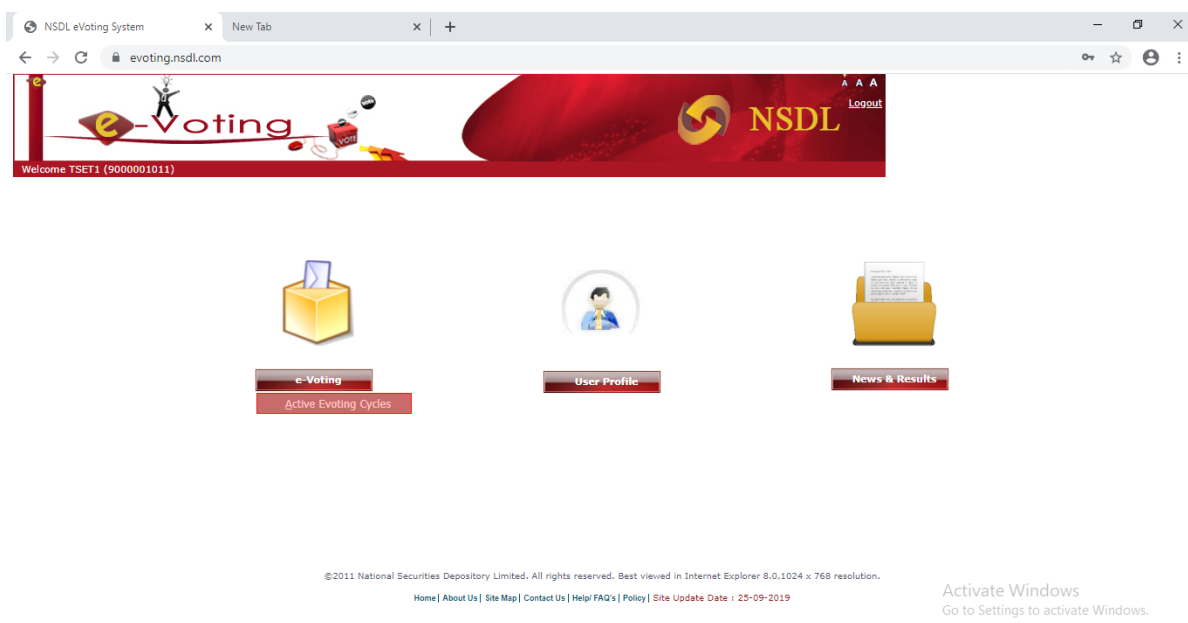 NSDL eVoting System
New Tab
evoting.nsdl.com
e
e-Voting
VOTE
VOTE
NSDL
A A A
Logout
Welcome TSET1 (9000001011)
e-Voting
User Profile
News & Results
Active Evoting Cycles
©2011 National Securities Depository Limited. All rights reserved. Best viewed in Internet Explorer 8.0,1024 x 768 resolution.
Home| About Us| Site Map| Contact Us| Help/ FAQ's| Policy| Site Update Date : 25-09-2019
Activate Windows
Go to Settings to activate Windows.